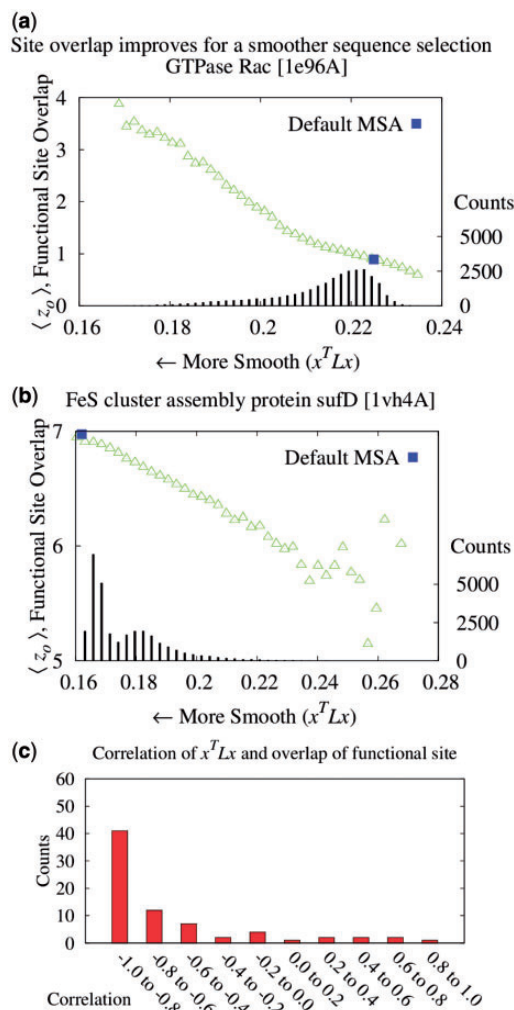 (a)
Site overlap improves for a smoother sequence selection
GTPase Rac [1e96A]
⟨ z_o ⟩, Functional Site Overlap
4
3
2
1
0
Default MSA
Counts
5000
2500
0
0.16 0.18 0.2 0.22 0.24
← More Smooth (x^T Lx)
(b)
FeS cluster assembly protein sufD [1vh4A]
⟨ z_o ⟩, Functional Site Overlap
7
6
5
Default MSA
Counts
5000
2500
0
0.16 0.18 0.2 0.22 0.24 0.26 0.28
← More Smooth (x^T Lx)
(c)
Correlation of x^T Lx and overlap of functional site
Counts
60
50
40
30
20
10
0
-1.0 to -0.8
-0.8 to -0.6
-0.6 to -0.4
-0.4 to -0.2
-0.2 to 0.0
0.0 to 0.2
0.2 to 0.4
0.4 to 0.6
0.6 to 0.8
0.8 to 1.0
Correlation